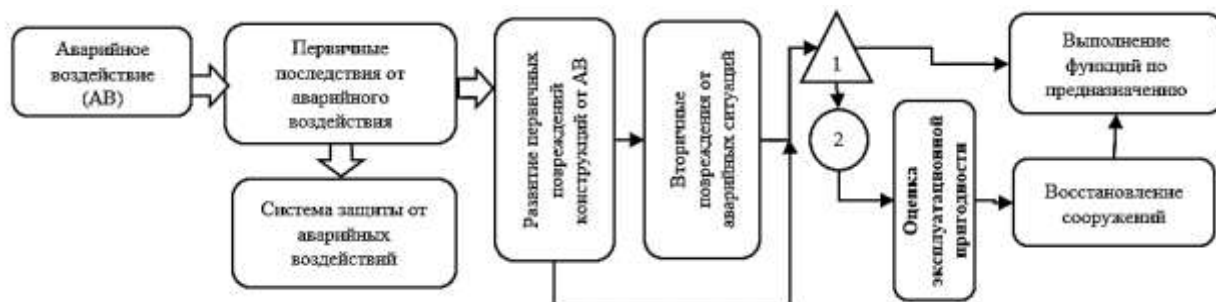 Аварийное
воздействие
(АВ)
Первичные
последствия от
аварийного
воздействия
Система защиты от
аварийных
воздействий
Развитие первичных
повреждений
конструкций от АВ
Вторичные
повреждения от
аварийных ситуаций
1
2
Оценка
эксплуатационной
пригодности
Выполнение
функций по
предназначению
Восстановление
сооружений